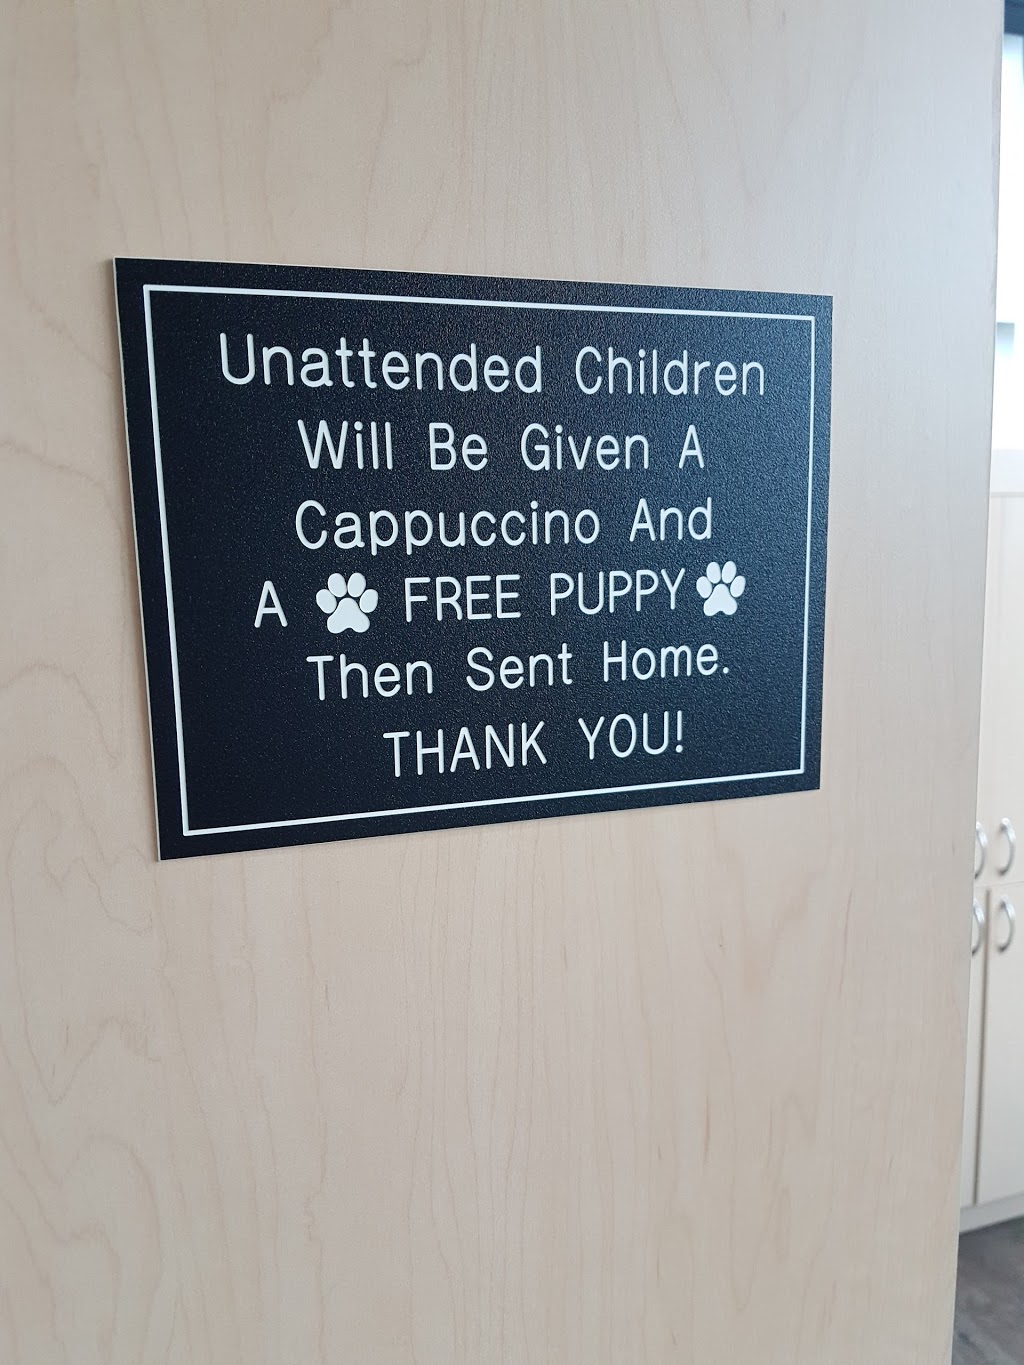 Unattended Children
Will Be Given A
Cappuccino And
A FREE PUPPY
Then Sent Home.
THANK YOU!